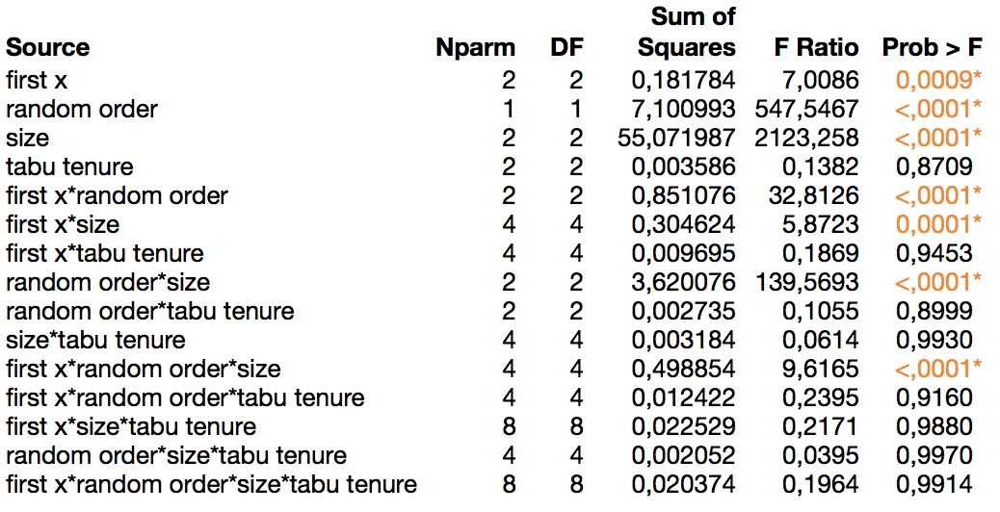 Sum of
Source Nparm DF Squares F Ratio Prob > F
first x 2 2 0,181784 7,0086 0,0009*
random order 1 1 7,100993 547,5467 <,0001*
size 2 2 55,071987 2123,258 <,0001*
tabu tenure 2 2 0,003586 0,1382 0,8709
first x*random order 2 2 0,851076 32,8126 <,0001*
first x*size 4 4 0,304624 5,8723 0,0001*
first x*tabu tenure 4 4 0,009695 0,1869 0,9453
random order*size 2 2 3,620076 139,5693 <,0001*
random order*tabu tenure 2 2 0,002735 0,1055 0,8999
size*tabu tenure 4 4 0,003184 0,0614 0,9930
first x*random order*size 4 4 0,498854 9,6165 <,0001*
first x*random order*tabu tenure 4 4 0,012422 0,2395 0,9160
first x*size*tabu tenure 8 8 0,022529 0,2171 0,9880
random order*size*tabu tenure 4 4 0,002052 0,0395 0,9970
first x*random order*size*tabu tenure 8 8 0,020374 0,1964 0,9914